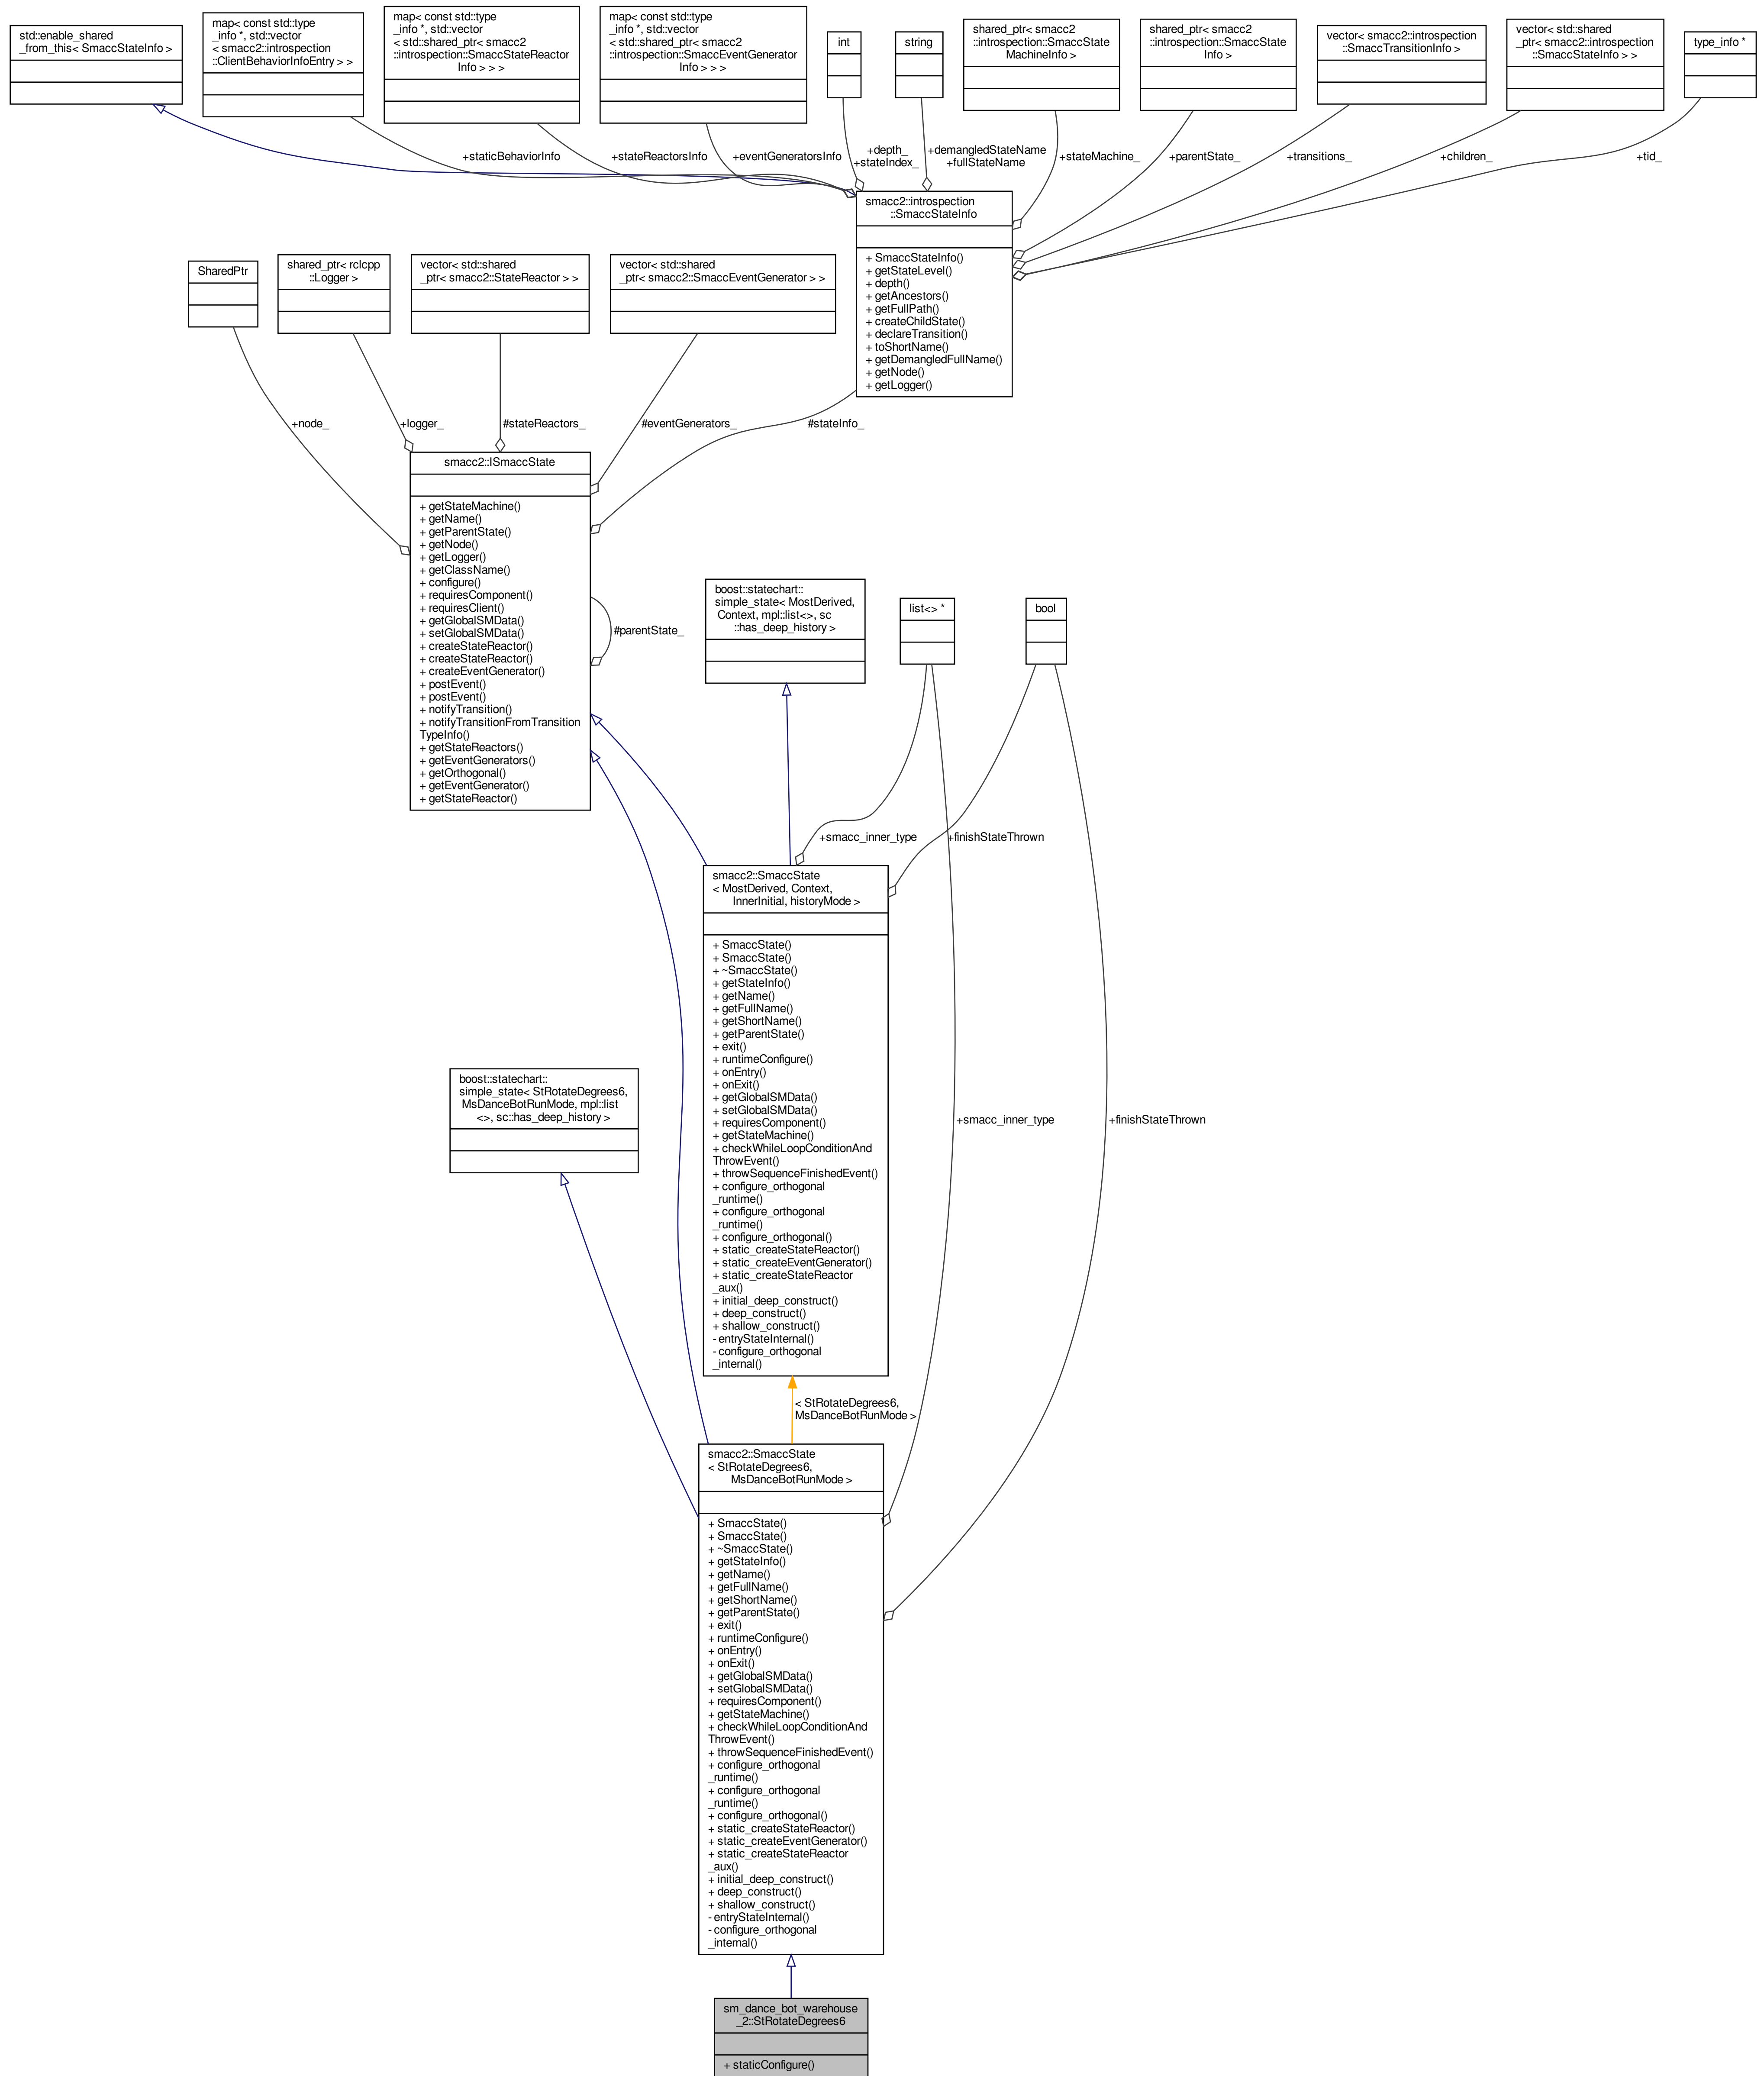 std::enable_shared
_from_this< SmaccStateInfo >
map< const std::type
_info *, std::vector
< smacc2::introspection
::ClientBehaviorInfoEntry > >
map< const std::type
_info *, std::vector
< std::shared_ptr< smacc2
::introspection::SmaccStateReactor
Info > > >
map< const std::type
_info *, std::vector
< std::shared_ptr< smacc2
::introspection::SmaccEventGenerator
Info > > >
int
string
shared_ptr< smacc2
::introspection::SmaccState
MachineInfo >
shared_ptr< smacc2
::introspection::SmaccState
Info >
vector< smacc2::introspection
::SmaccTransitionInfo >
vector< std::shared
_ptr< smacc2::introspection
::SmaccStateInfo > >
type_info *
+staticBehaviorInfo
+stateReactorsInfo
+eventGeneratorsInfo
+depth_
+stateIndex_
+demangledStateName
+fullStateName
+stateMachine_
+parentState_
+transitions_
+children_
+tid_
smacc2::introspection
::SmaccStateInfo
+ SmaccStateInfo()
+ getStateLevel()
+ depth()
+ getAncestors()
+ getFullPath()
+ createChildState()
+ declareTransition()
+ toShortName()
+ getDemangledFullName()
+ getNode()
+ getLogger()
SharedPtr
shared_ptr< rclcpp
::Logger >
vector< std::shared
_ptr< smacc2::StateReactor > >
vector< std::shared
_ptr< smacc2::SmaccEventGenerator > >
+node_
+logger_
#stateReactors_
#eventGenerators_
#stateInfo_
smacc2::ISmaccState
+ getStateMachine()
+ getName()
+ getParentState()
+ getNode()
+ getLogger()
+ getClassName()
+ configure()
+ requiresComponent()
+ requiresClient()
+ getGlobalSMData()
+ setGlobalSMData()
+ createStateReactor()
+ createStateReactor()
+ createEventGenerator()
+ postEvent()
+ postEvent()
+ notifyTransition()
+ notifyTransitionFromTransition
TypeInfo()
+ getStateReactors()
+ getEventGenerators()
+ getOrthogonal()
+ getEventGenerator()
+ getStateReactor()
#parentState_
boost::statechart::
simple_state< MostDerived,
Context, mpl::list<>, sc
::has_deep_history >
list<> *
bool
+smacc_inner_type
+finishStateThrown
smacc2::SmaccState
< MostDerived, Context,
InnerInitial, historyMode >
+ SmaccState()
+ SmaccState()
+ ~SmaccState()
+ getStateInfo()
+ getName()
+ getFullName()
+ getShortName()
+ getParentState()
+ exit()
+ runtimeConfigure()
+ onEntry()
+ onExit()
+ getGlobalSMData()
+ setGlobalSMData()
+ requiresComponent()
+ getStateMachine()
+ checkWhileLoopConditionAnd
ThrowEvent()
+ throwSequenceFinishedEvent()
+ configure_orthogonal
_runtime()
+ configure_orthogonal
_runtime()
+ configure_orthogonal()
+ static_createStateReactor()
+ static_createEventGenerator()
+ static_createStateReactor
_aux()
+ initial_deep_construct()
+ deep_construct()
+ shallow_construct()
- entryStateInternal()
- configure_orthogonal
_internal()
boost::statechart::
simple_state< StRotateDegrees6,
MsDanceBotRunMode, mpl::list
<>, sc::has_deep_history >
+smacc_inner_type
+finishStateThrown
< StRotateDegrees6,
MsDanceBotRunMode >
smacc2::SmaccState
< StRotateDegrees6,
MsDanceBotRunMode >
+ SmaccState()
+ SmaccState()
+ ~SmaccState()
+ getStateInfo()
+ getName()
+ getFullName()
+ getShortName()
+ getParentState()
+ exit()
+ runtimeConfigure()
+ onEntry()
+ onExit()
+ getGlobalSMData()
+ setGlobalSMData()
+ requiresComponent()
+ getStateMachine()
+ checkWhileLoopConditionAnd
ThrowEvent()
+ throwSequenceFinishedEvent()
+ configure_orthogonal
_runtime()
+ configure_orthogonal
_runtime()
+ configure_orthogonal()
+ static_createStateReactor()
+ static_createEventGenerator()
+ static_createStateReactor
_aux()
+ initial_deep_construct()
+ deep_construct()
+ shallow_construct()
- entryStateInternal()
- configure_orthogonal
_internal()
sm_dance_bot_warehouse
_2::StRotateDegrees6
+ staticConfigure()